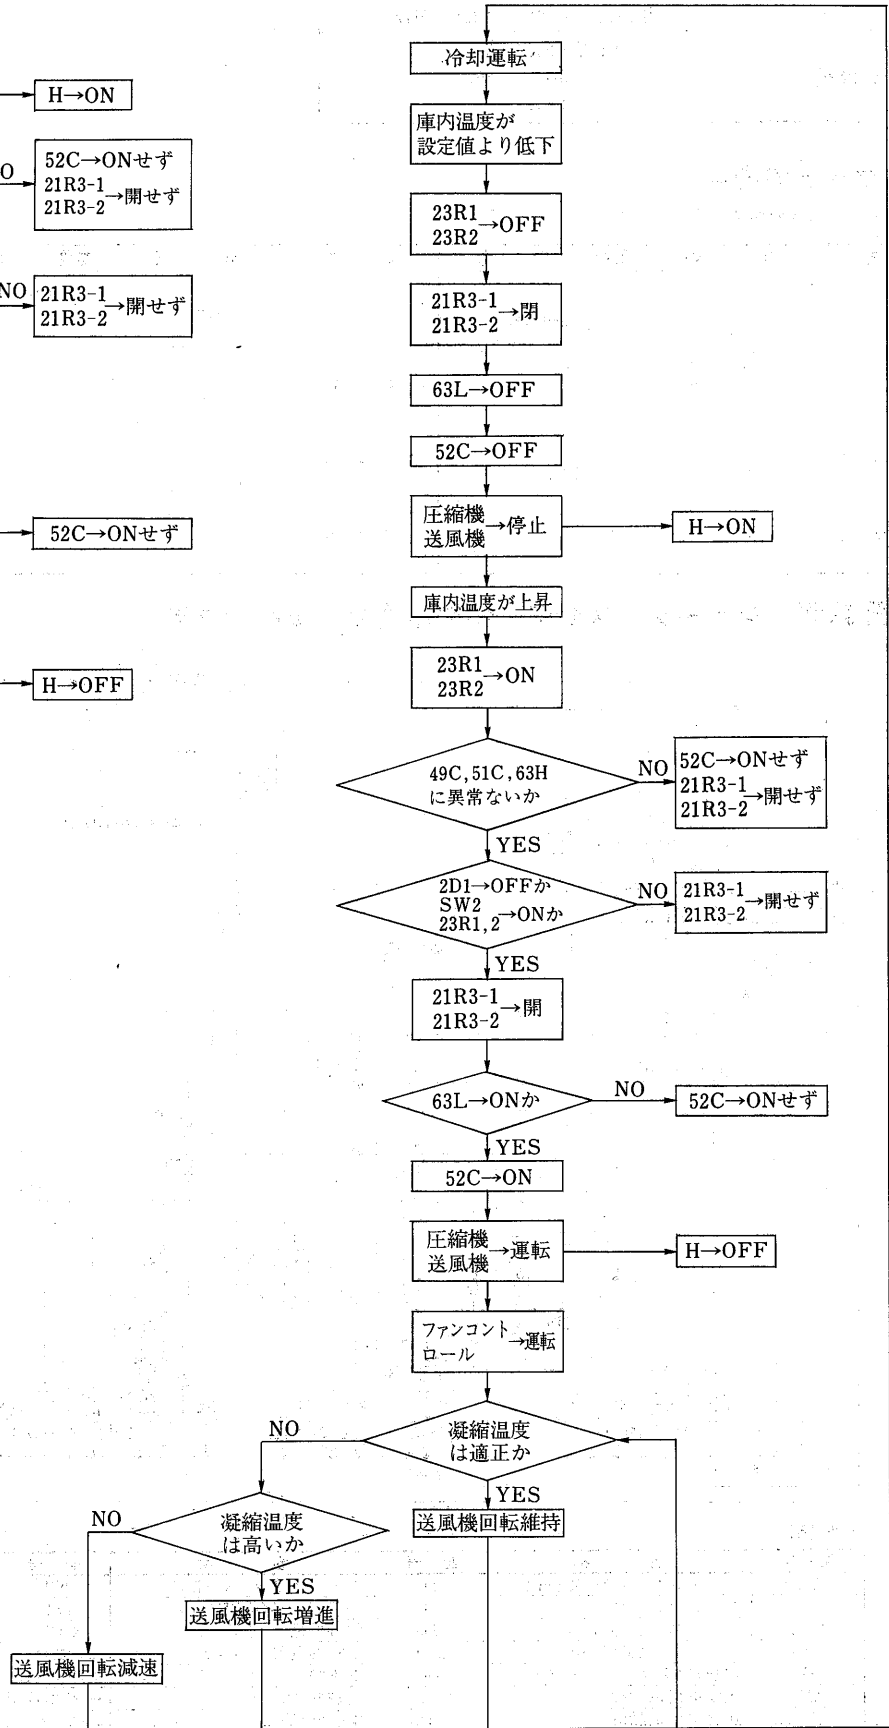 H→ON
O
52C→ONせず
21R3-1
21R3-2
→開せず
NO
21R3-1
21R3-2
→開せず
52C→ONせず
H→OFF
冷却運転
庫内温度が
設定値より低下
23R1
23R2
→OFF
21R3-1
21R3-2
→閉
63L→OFF
52C→OFF
圧縮機
送風機
→停止
H→ON
庫内温度が上昇
23R1
23R2
→ON
49C,51C,63H
に異常ないか
NO
52C→ONせず
21R3-1
21R3-2
→開せず
YES
2D1→OFFか
SW2
23R1,2
→ONか
NO
21R3-1
21R3-2
→開せず
YES
21R3-1
21R3-2
→開
63L→ONか
NO
52C→ONせず
YES
52C→ON
圧縮機
送風機
→運転
H→OFF
ファンコント
ロール
→運転
凝縮温度
は適正か
NO
YES
送風機回転維持
凝縮温度
は高いか
NO
YES
送風機回転増進
送風機回転減速